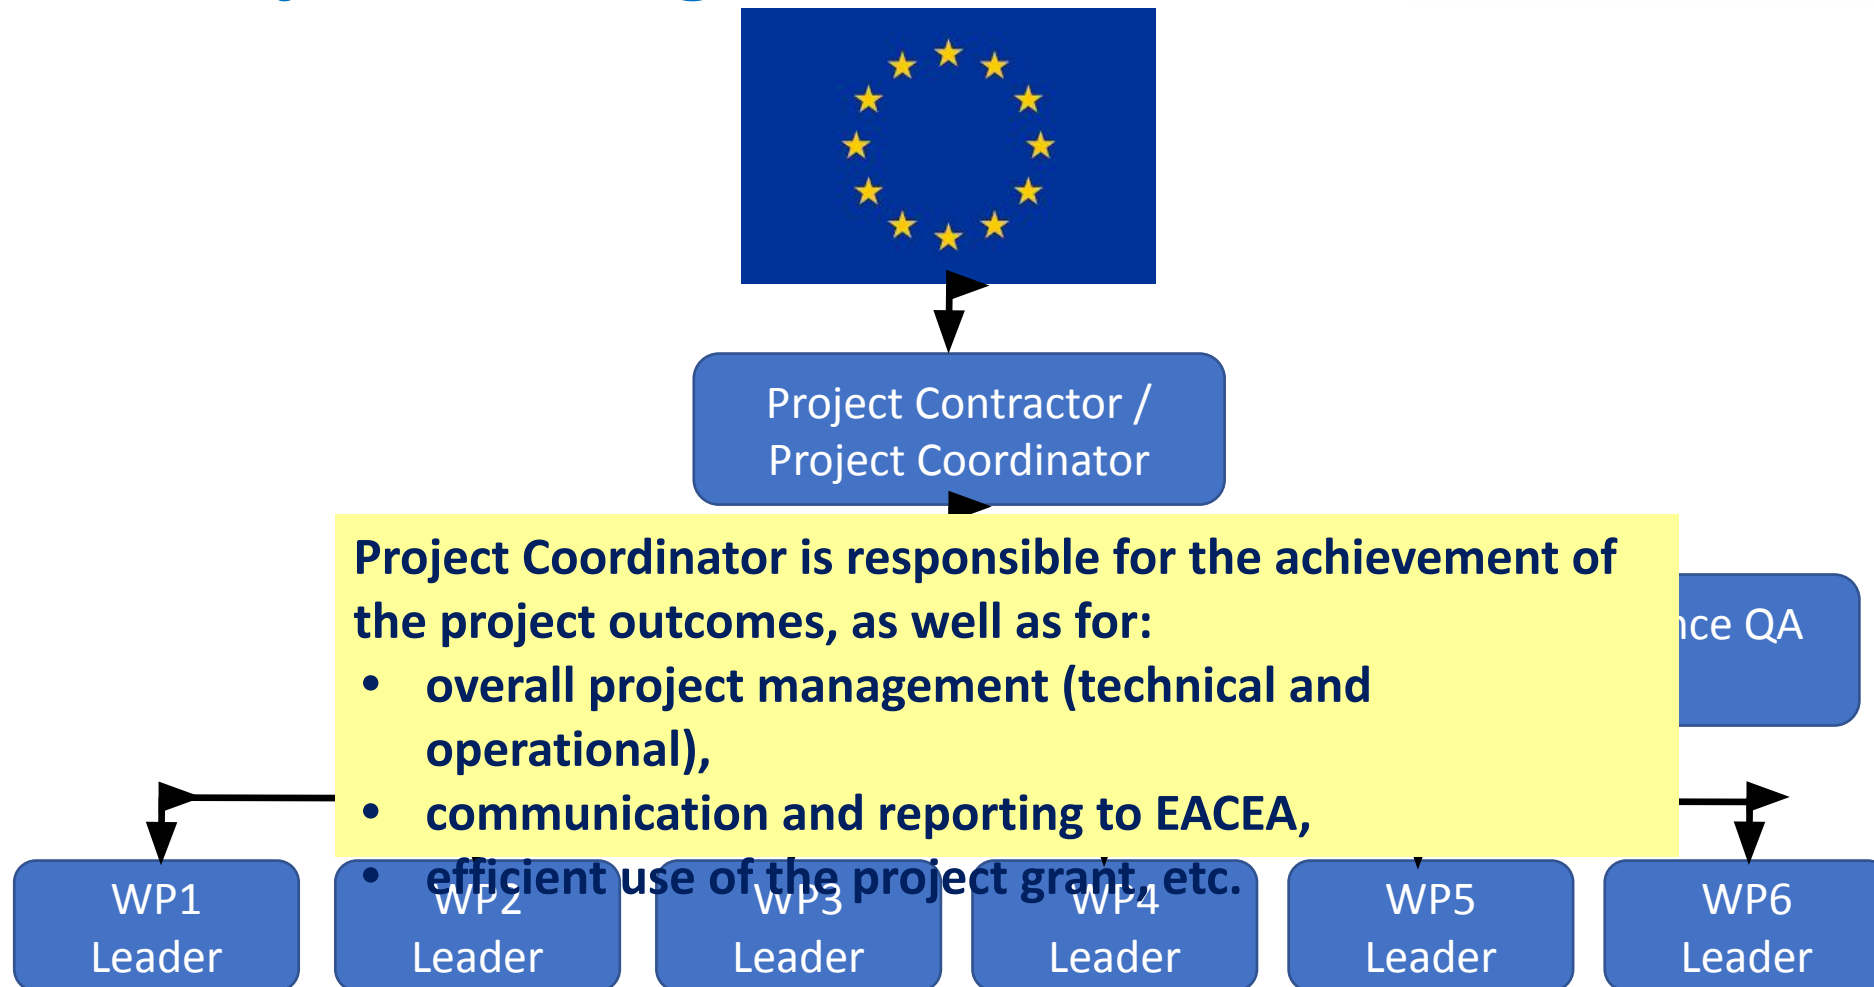 Project Contractor /
Project Coordinator
Project Coordinator is responsible for the achievement of
the project outcomes, as well as for:
• overall project management (technical and
operational),
• communication and reporting to EACEA,
• efficient use of the project grant, etc.
QA
WP1
Leader
WP2
Leader
WP3
Leader
WP4
Leader
WP5
Leader
WP6
Leader